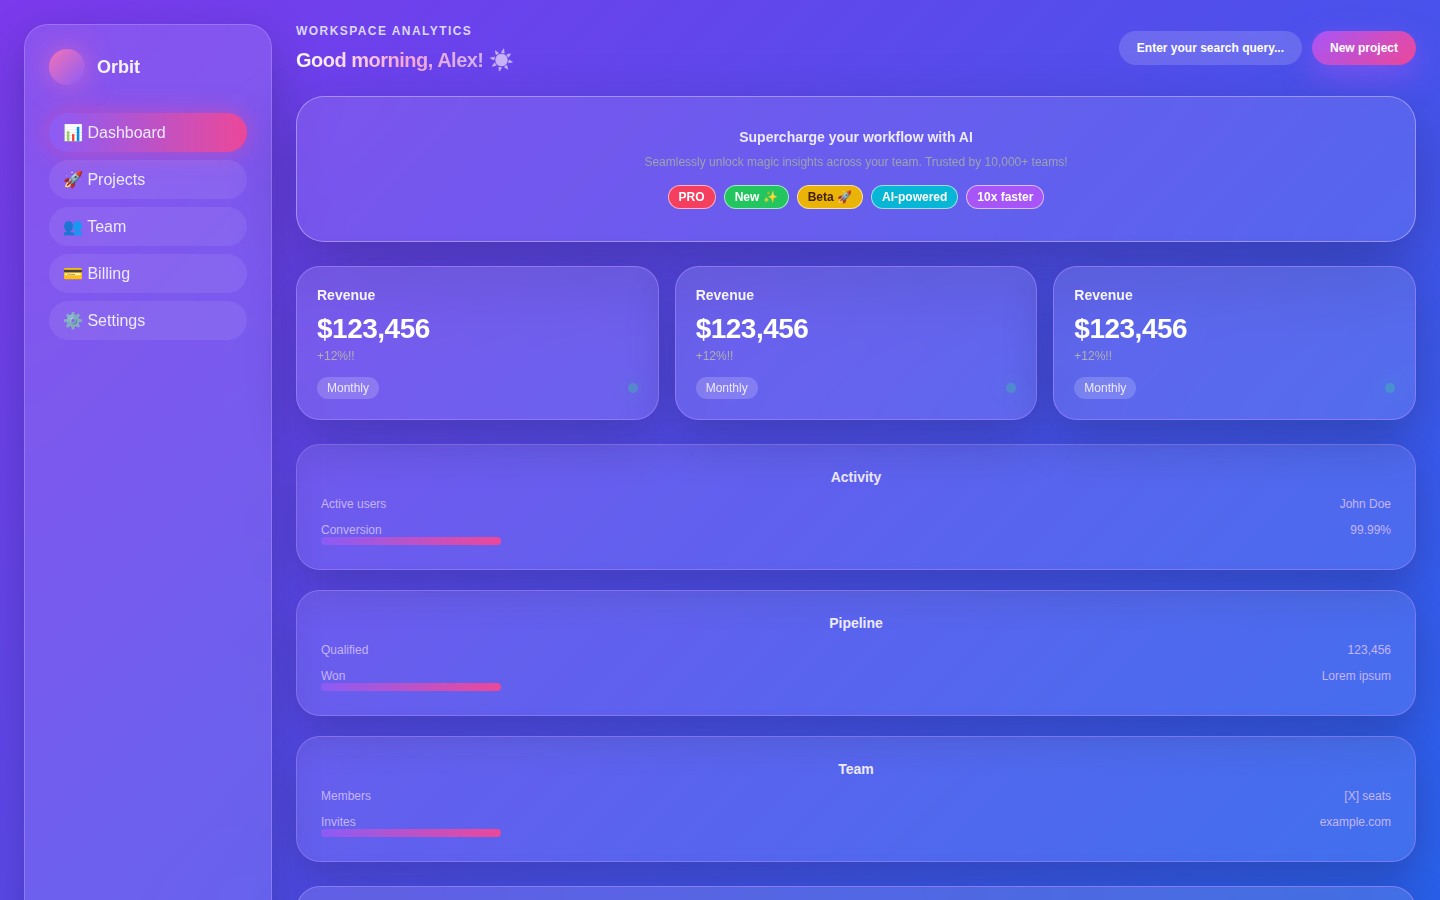 Orbit
📊 Dashboard
🚀 Projects
👥 Team
💳 Billing
⚙️ Settings
WORKSPACE ANALYTICS
Good morning, Alex! ☀️
Enter your search query...
New project
Supercharge your workflow with AI
Seamlessly unlock magic insights across your team. Trusted by 10,000+ teams!
PRO
New ✨
Beta 🚀
AI-powered
10x faster
Revenue
$123,456
+12%!!
Monthly
Revenue
$123,456
+12%!!
Monthly
Revenue
$123,456
+12%!!
Monthly
Activity
Active users John Doe
Conversion 99.99%
Pipeline
Qualified 123,456
Won Lorem ipsum
Team
Members [X] seats
Invites example.com